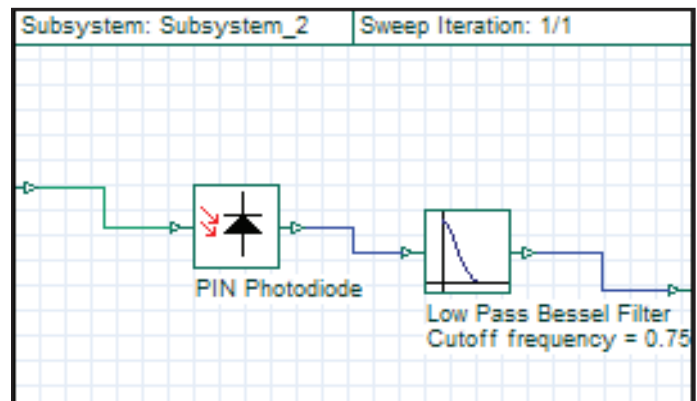 Subsystem: Subsystem_2
Sweep Iteration: 1/1
PIN Photodiode
Low Pass Bessel Filter
Cutoff frequency = 0.75